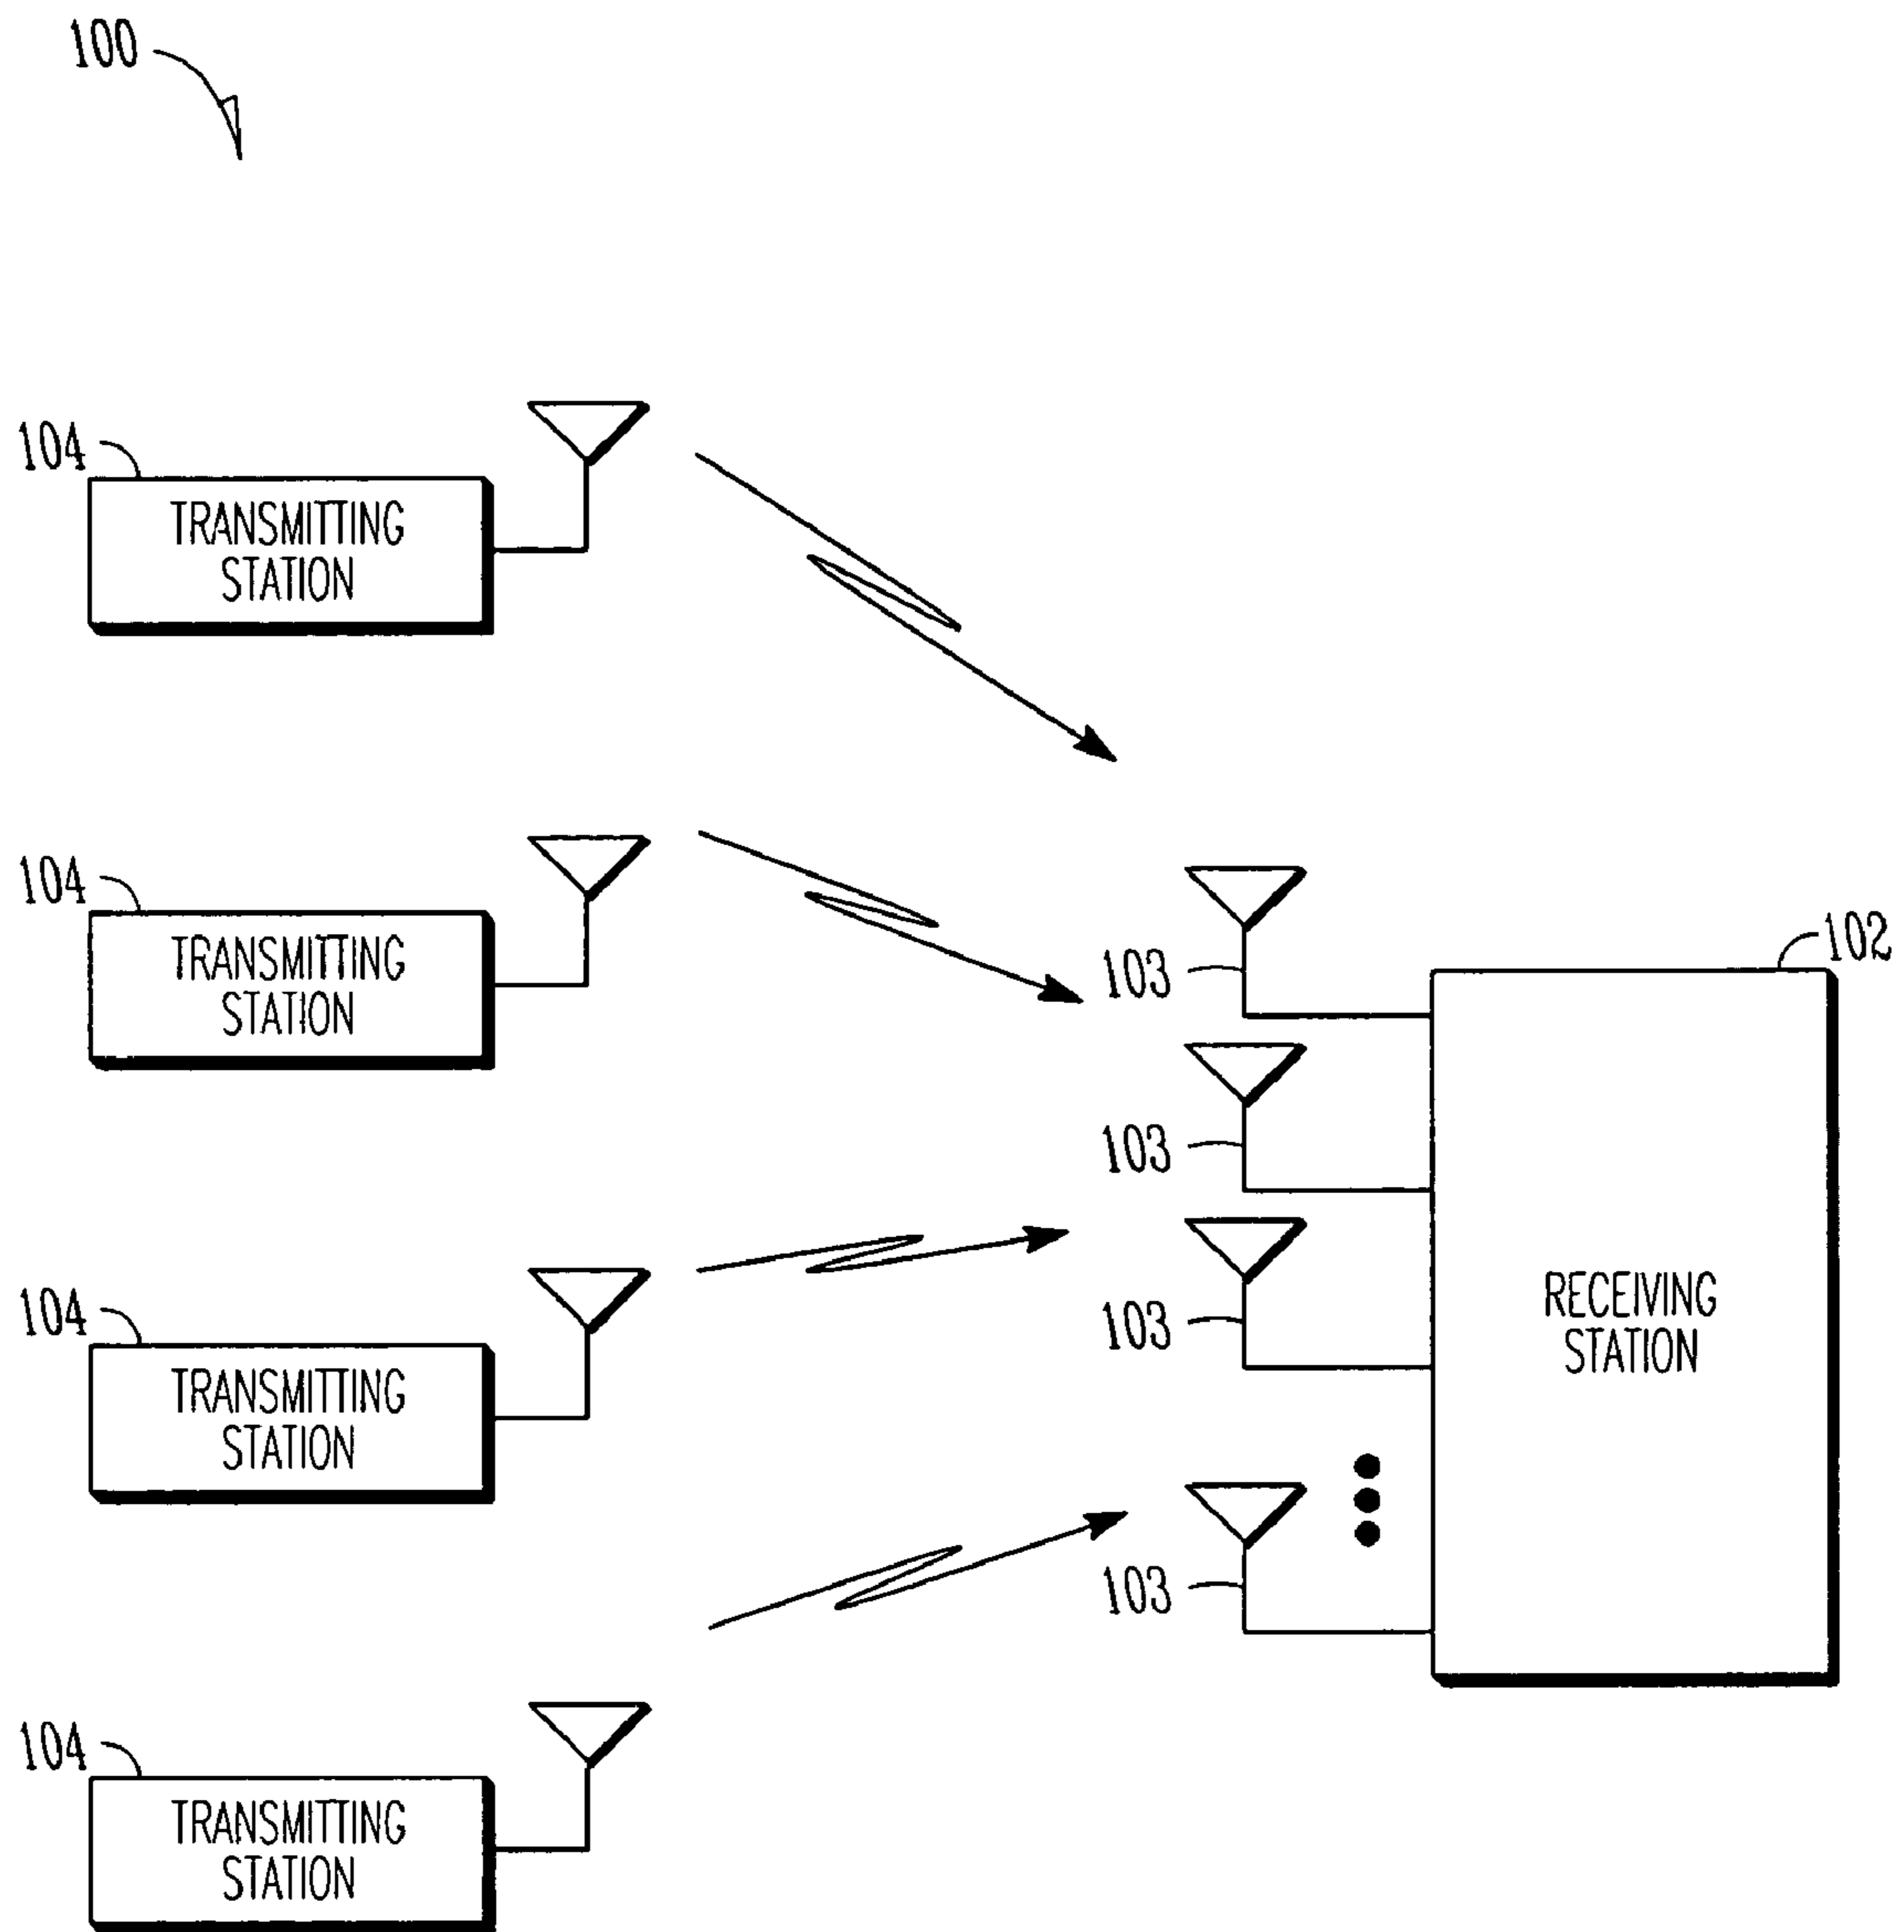 100
104
TRANSMITTING
STATION
104
TRANSMITTING
STATION
103
102
103
104
TRANSMITTING
STATION
103
RECEIVING
STATION
103
104
TRANSMITTING
STATION